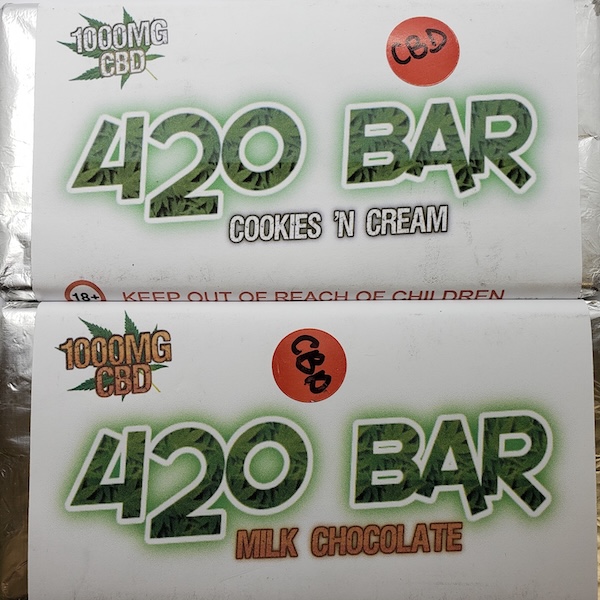 1000MG
CBD
CBD
420 BAR
COOKIES 'N CREAM
18+ KEEP OUT OF REACH OF CHILDREN
1000MG
CBD
CBD
420 BAR
MILK CHOCOLATE